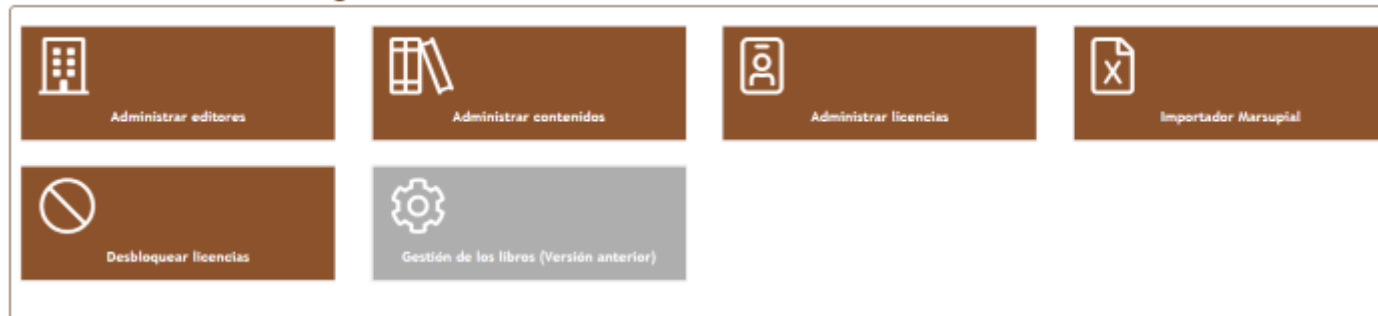 Administrar editores
Administrar contenidos
Administrar licencias
Importador Marsupial
Desbloquear licencias
Gestión de los libros (Versión anterior)